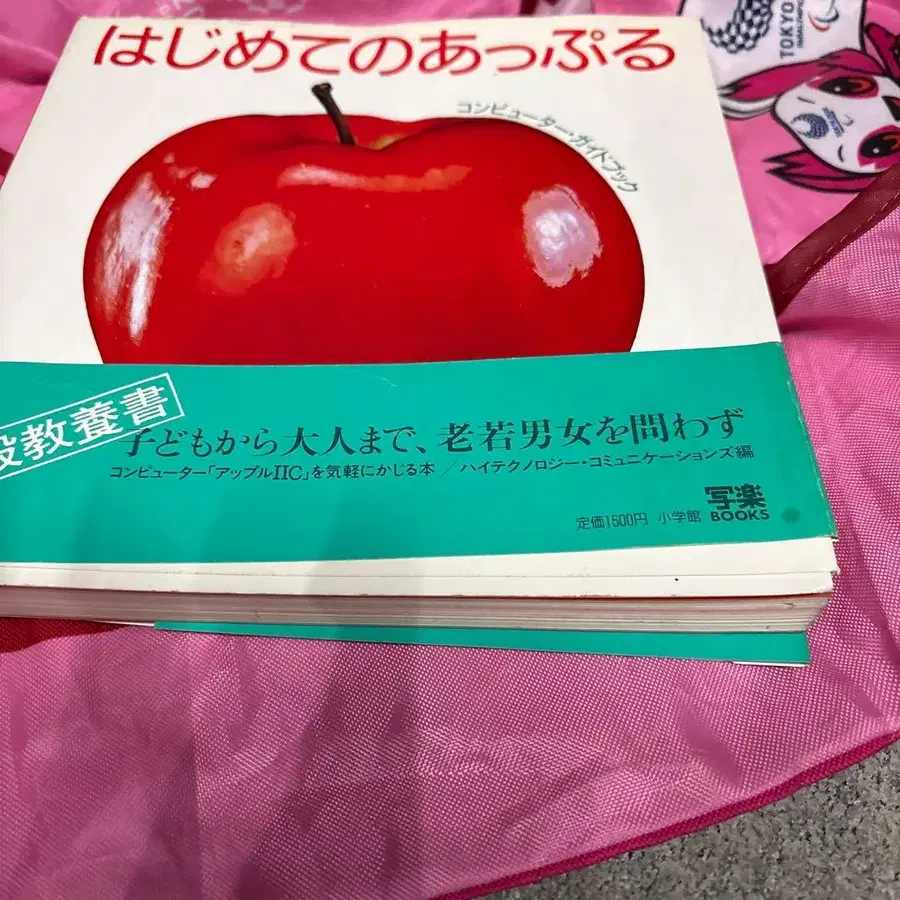 はじめてのあっぷる
コンピューター・ガイドブック
教養書
子どもから大人まで、老若男女を問わず
コンピューター「アップルIIC」を気軽にかじる本／ハイテクノロジー・コミュニケーションズ編
定価1500円 小学館 写楽BOOKS
TOKYO